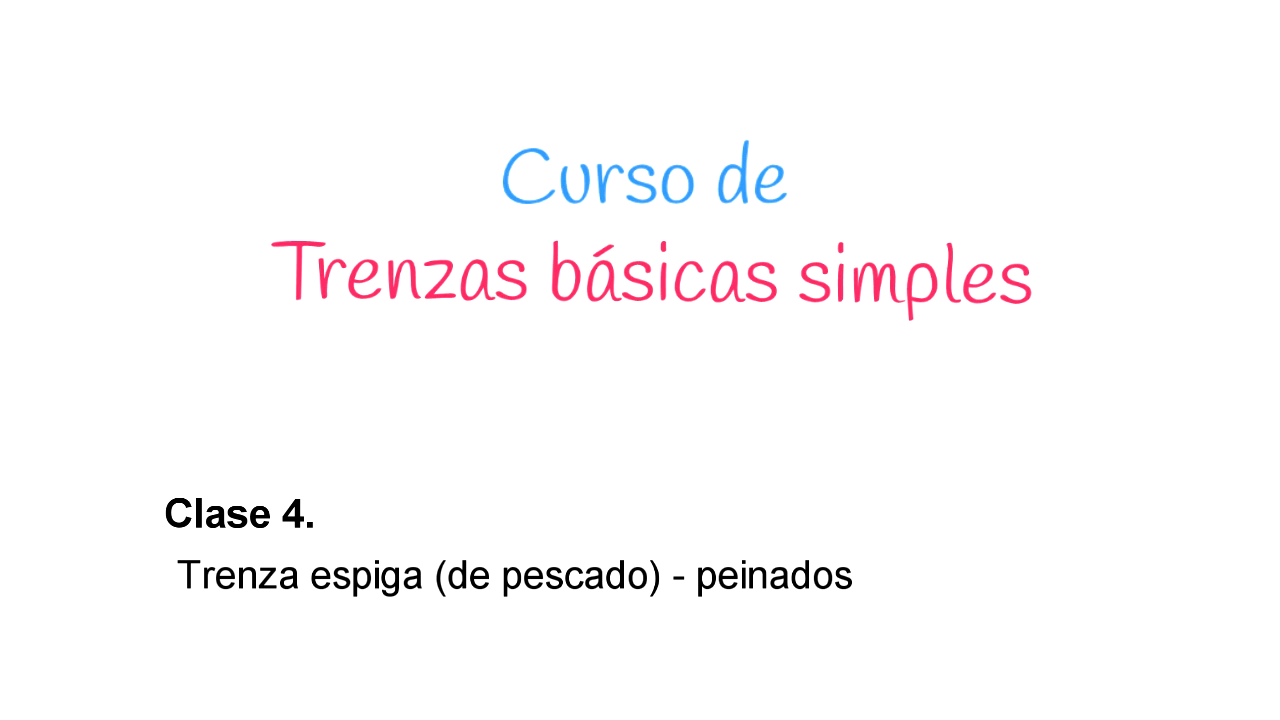 Curso de
Trenzas básicas simples
Clase 4.
Trenza espiga (de pescado) - peinados